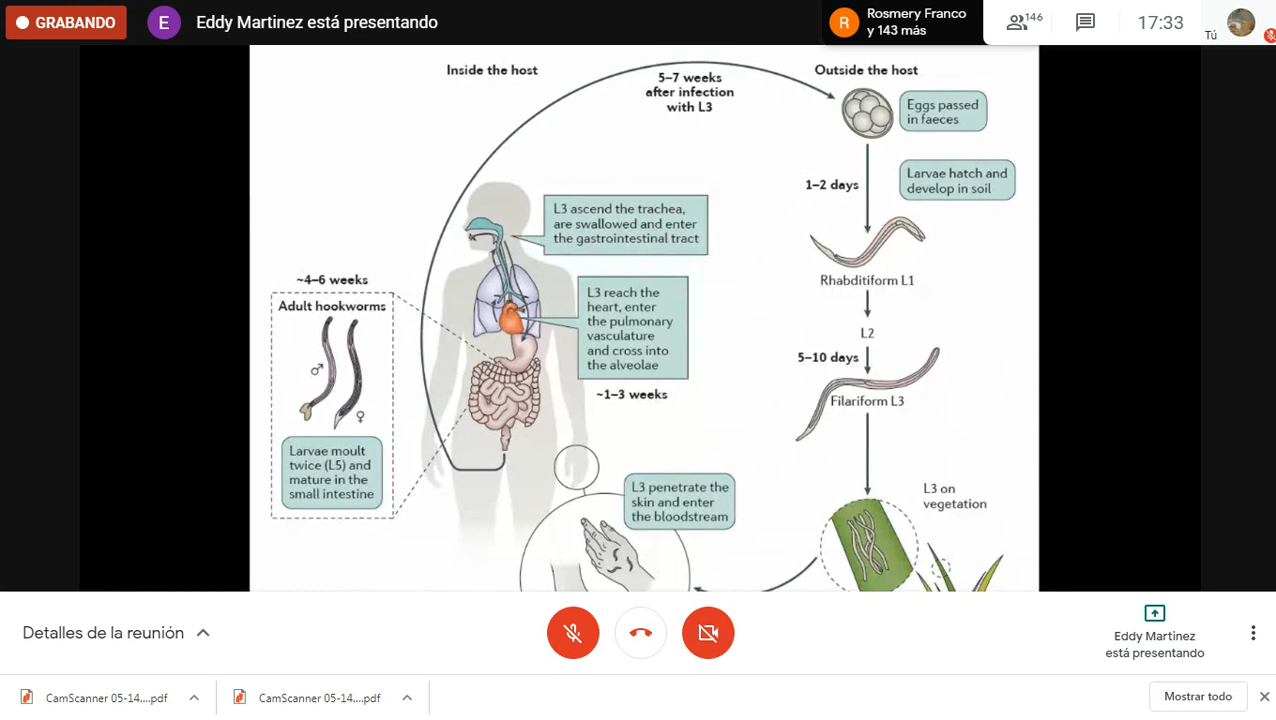 GRABANDO
E
Eddy Martinez está presentando
R
Rosmery Franco
y 143 más
146
17:33
Tú
Inside the host
5–7 weeks
after infection
with L3
Outside the host
Eggs passed
in faeces
1–2 days
Larvae hatch and
develop in soil
L3 ascend the trachea,
are swallowed and enter
the gastrointestinal tract
Rhabditiform L1
~4–6 weeks
Adult hookworms
L3 reach the
heart, enter
the pulmonary
vasculature
and cross into
the alveolae
L2
5–10 days
♂
♀
~1–3 weeks
Filariform L3
Larvae moult
twice (L5) and
mature in the
small intestine
L3 penetrate the
skin and enter
the bloodstream
L3 on
vegetation
Detalles de la reunión
Eddy Martinez
está presentando
CamScanner 05-14....pdf
CamScanner 05-14....pdf
Mostrar todo